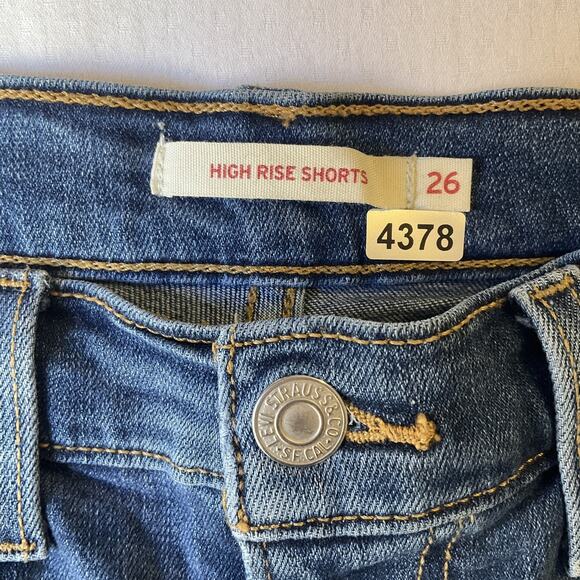 HIGH RISE SHORTS
26
4378
LEVI STRAUSS & CO.
S.F.CAL